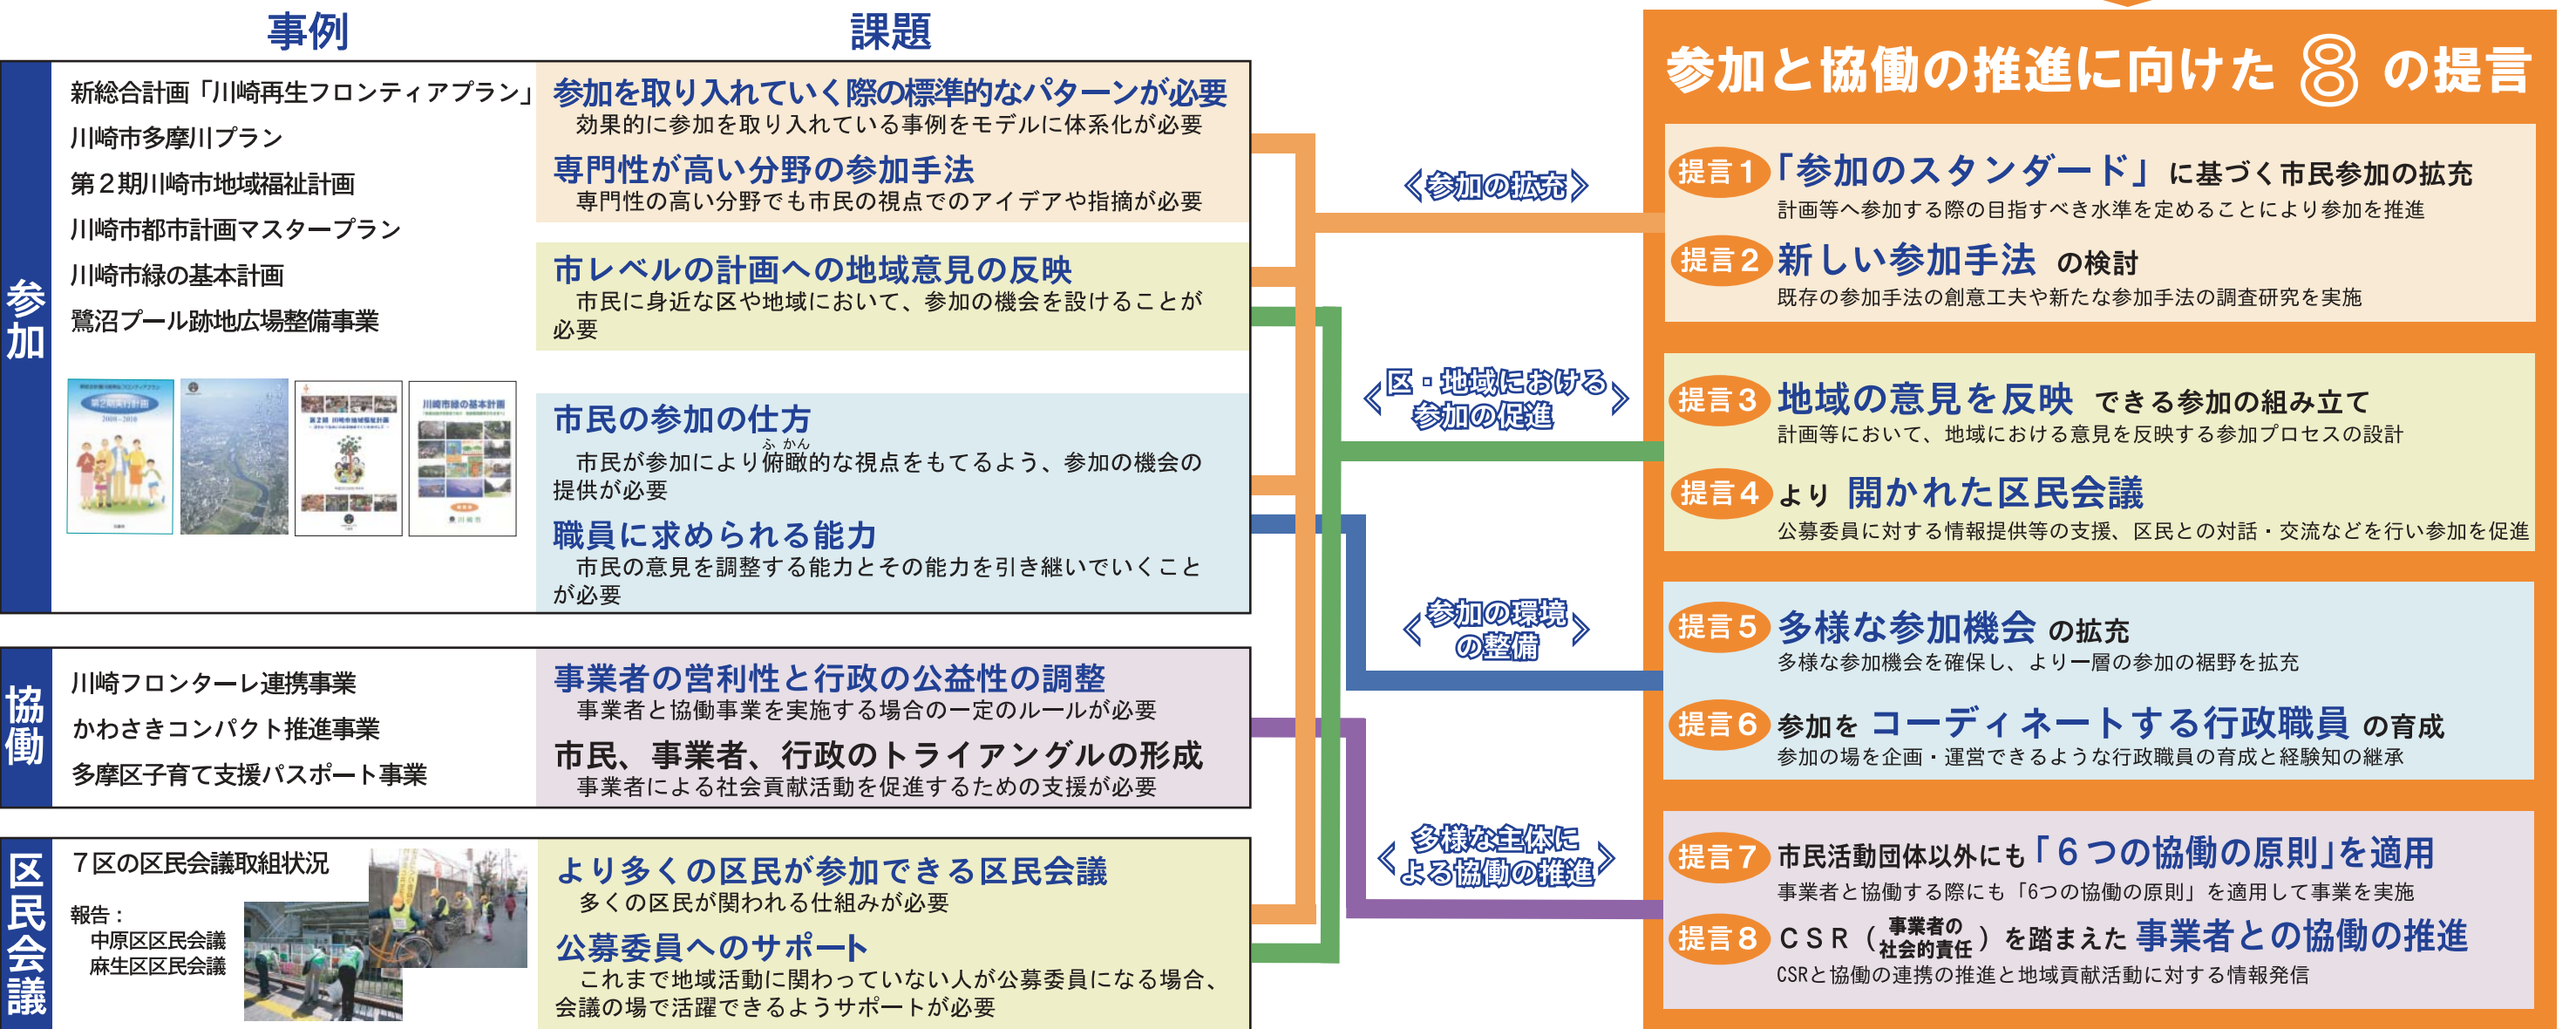 事例
課題
参加
新総合計画「川崎再生フロンティアプラン」
川崎市多摩川プラン
第2期川崎市地域福祉計画
川崎市都市計画マスタープラン
川崎市緑の基本計画
鷺沼プール跡地広場整備事業
第2期実行計画
2008-2010
第2期 川崎市地域福祉計画
川崎市緑の基本計画
参加を取り入れていく際の標準的なパターンが必要
効果的に参加を取り入れている事例をモデルに体系化が必要
専門性が高い分野の参加手法
専門性の高い分野でも市民の視点でのアイデアや指摘が必要
市レベルの計画への地域意見の反映
市民に身近な区や地域において、参加の機会を設けることが
必要
市民の参加の仕方
ふ かん
市民が参加により俯瞰的な視点をもてるよう、参加の機会の
提供が必要
職員に求められる能力
市民の意見を調整する能力とその能力を引き継いでいくこと
が必要
協働
川崎フロンターレ連携事業
かわさきコンパクト推進事業
多摩区子育て支援パスポート事業
事業者の営利性と行政の公益性の調整
事業者と協働事業を実施する場合の一定のルールが必要
市民、事業者、行政のトライアングルの形成
事業者による社会貢献活動を促進するための支援が必要
区民会議
7区の区民会議取組状況
報告：
中原区区民会議
麻生区区民会議
より多くの区民が参加できる区民会議
多くの区民が関われる仕組みが必要
公募委員へのサポート
これまで地域活動に関わっていない人が公募委員になる場合、
会議の場で活躍できるようサポートが必要
《参加の拡充》
《区・地域における
参加の促進》
《参加の環境
の整備》
《多様な主体に
よる協働の推進》
参加と協働の推進に向けた 8 の提言
提言1 「参加のスタンダード」に基づく市民参加の拡充
計画等へ参加する際の目指すべき水準を定めることにより参加を推進
提言2 新しい参加手法 の検討
既存の参加手法の創意工夫や新たな参加手法の調査研究を実施
提言3 地域の意見を反映 できる参加の組み立て
計画等において、地域における意見を反映する参加プロセスの設計
提言4 より 開かれた区民会議
公募委員に対する情報提供等の支援、区民との対話・交流などを行い参加を促進
提言5 多様な参加機会 の拡充
多様な参加機会を確保し、より一層の参加の裾野を拡充
提言6 参加を コーディネートする行政職員 の育成
参加の場を企画・運営できるような行政職員の育成と経験知の継承
提言7 市民活動団体以外にも「6つの協働の原則」を適用
事業者と協働する際にも「6つの協働の原則」を適用して事業を実施
提言8 CSR（事業者の社会的責任）を踏まえた 事業者との協働の推進
CSRと協働の連携の推進と地域貢献活動に対する情報発信